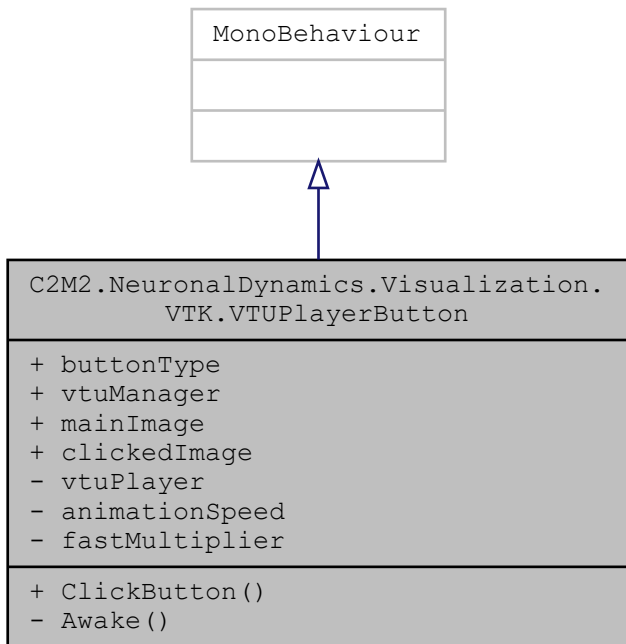 MonoBehaviour
C2M2.NeuronalDynamics.Visualization.
VTK.VTUPlayerButton
+ buttonType
+ vtuManager
+ mainImage
+ clickedImage
- vtuPlayer
- animationSpeed
- fastMultiplier
+ ClickButton()
- Awake()